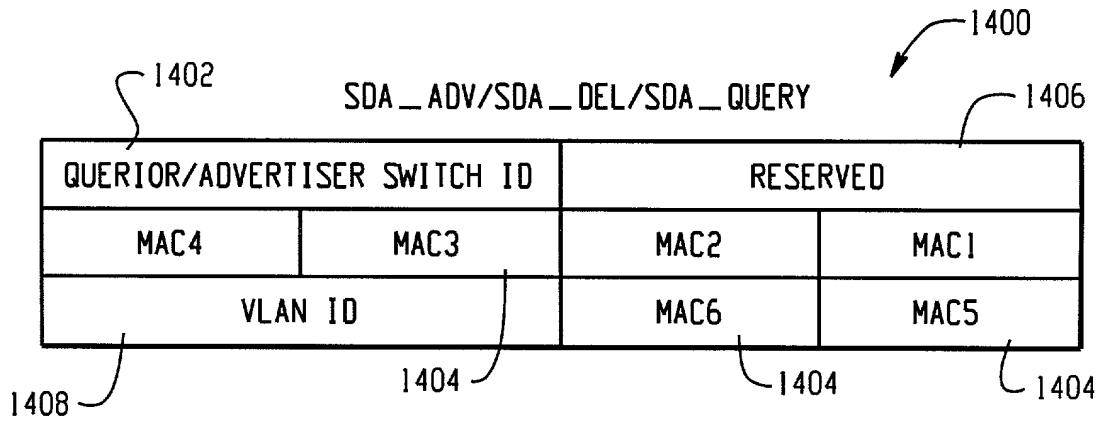 1400
1402
SDA_ADV/SDA_DEL/SDA_QUERY
1406
QUERIOR/ADVERTISER SWITCH ID
RESERVED
MAC4
MAC3
MAC2
MAC1
VLAN ID
MAC6
MAC5
1404
1404
1404
1408